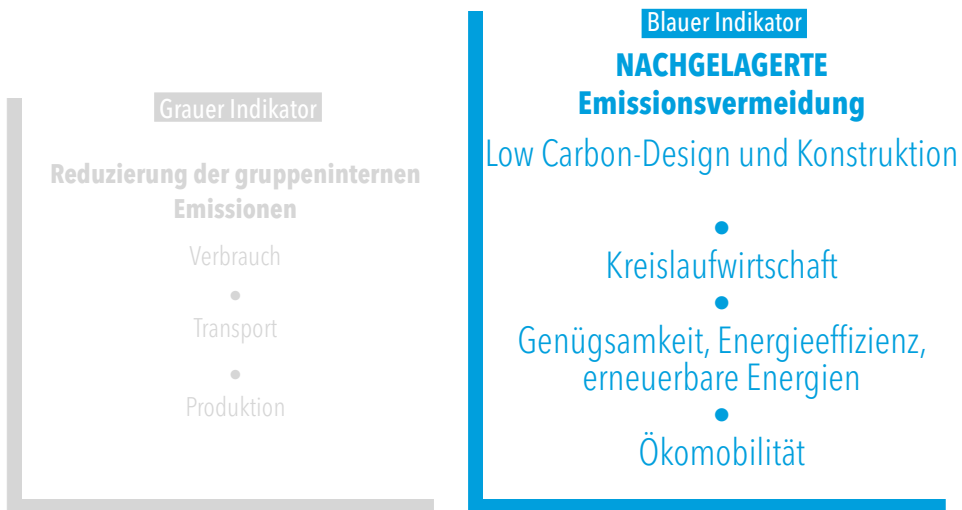 Grauer Indikator
Reduzierung der gruppeninternen
Emissionen
Verbrauch
•
Transport
•
Produktion
Blauer Indikator
NACHGELAGERTE
Emissionsvermeidung
Low Carbon-Design und Konstruktion
•
Kreislaufwirtschaft
•
Genügsamkeit, Energieeffizienz,
erneuerbare Energien
•
Ökomobilität